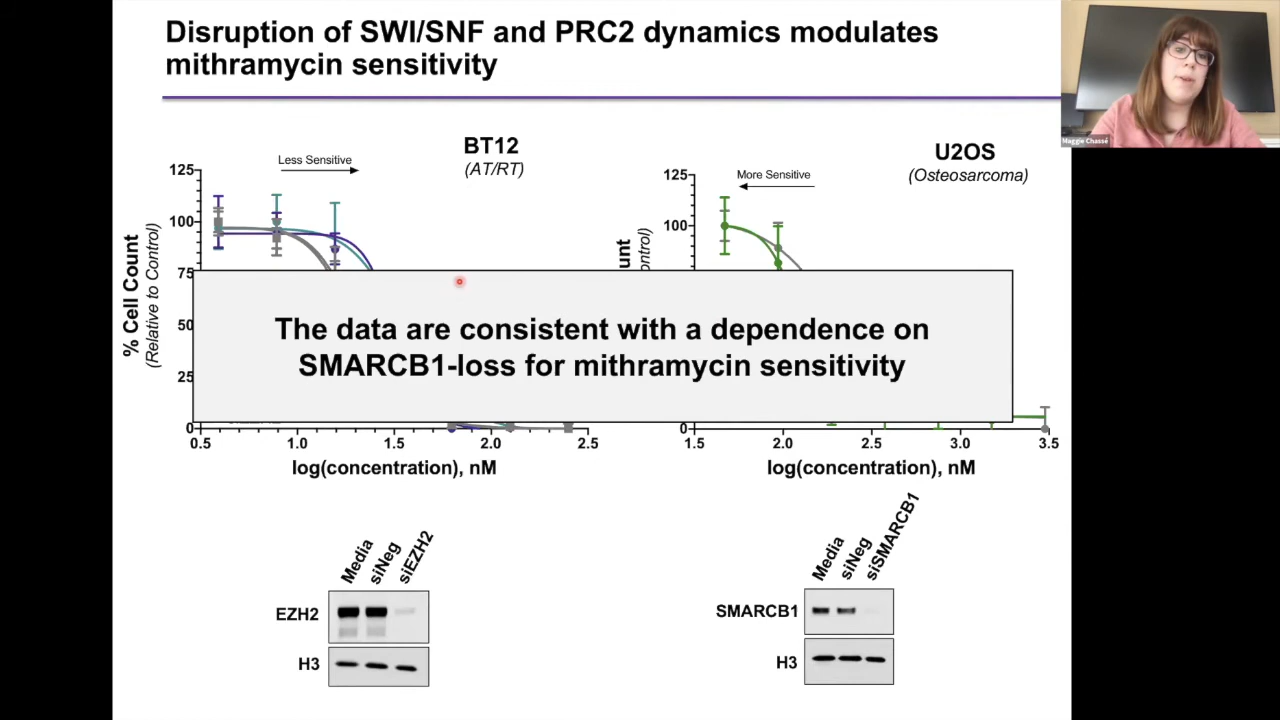 Disruption of SWI/SNF and PRC2 dynamics modulates
mithramycin sensitivity
Maggie Chassé
BT12
(AT/RT)
Less Sensitive
125
100
75
50
25
0
% Cell Count
(Relative to Control)
0.5 1.0 1.5 2.0 2.5
log(concentration), nM
U2OS
(Osteosarcoma)
More Sensitive
125
100
0
unt
ontrol)
1.5 2.0 2.5 3.0 3.5
log(concentration), nM
The data are consistent with a dependence on
SMARCB1-loss for mithramycin sensitivity
Media siNeg siEZH2
EZH2
H3
Media siNeg siSMARCB1
SMARCB1
H3